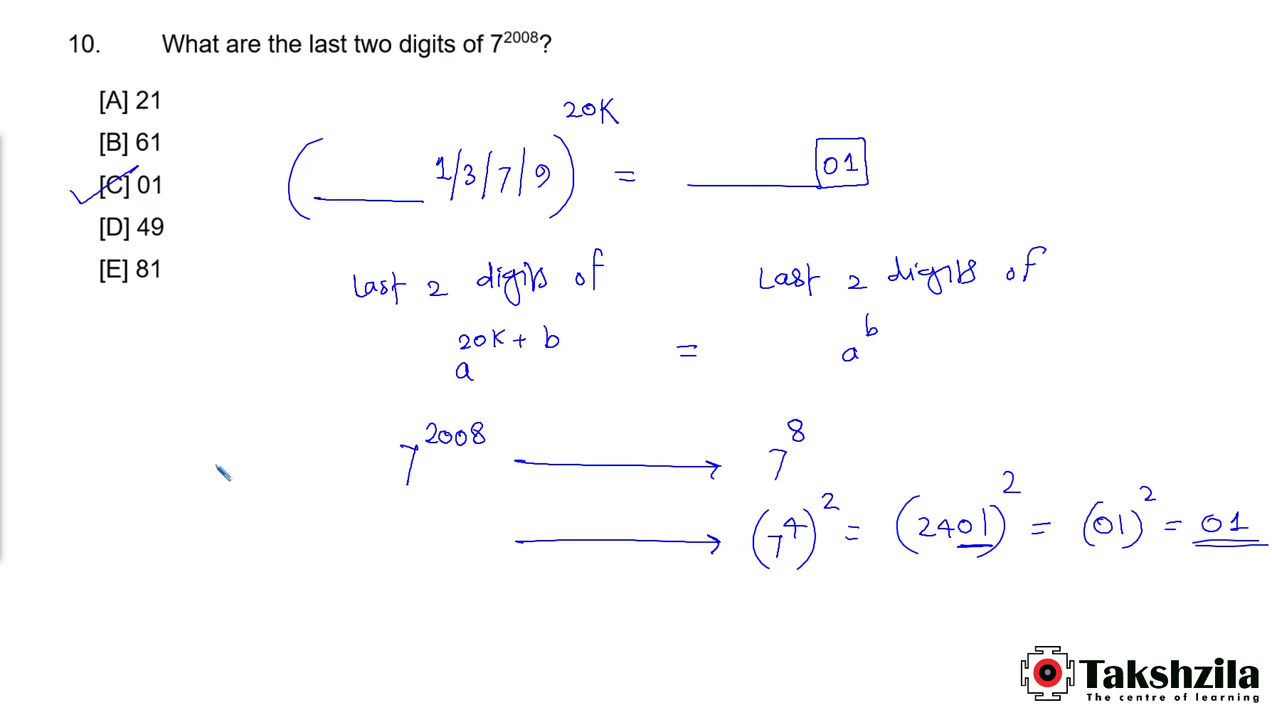 10. What are the last two digits of 7^2008?
[A] 21
[B] 61
[C] 01
[D] 49
[E] 81
(____ 1/3/7/9)^20K = ____ 01
Last 2 digits of a^20K+b = Last 2 digits of a^b
7^2008 → 7^8
→ (7^4)^2 = (2401)^2 = (01)^2 = 01
Takshzila
The centre of learning